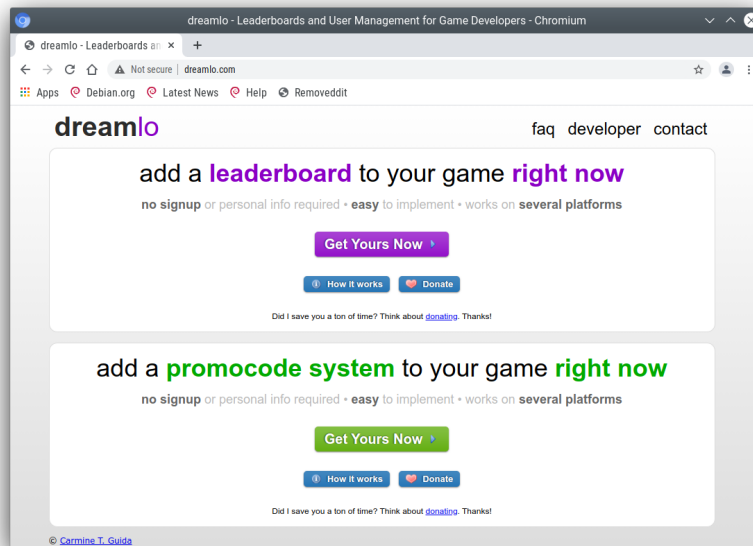 dreamlo - Leaderboards and User Management for Game Developers - Chromium
dreamlo - Leaderboards an
Not secure | dreamlo.com
Apps Debian.org Latest News Help Removeddit
dreamlo faq developer contact
add a leaderboard to your game right now
no signup or personal info required • easy to implement • works on several platforms
Get Yours Now
How it works Donate
Did I save you a ton of time? Think about donating. Thanks!
add a promocode system to your game right now
no signup or personal info required • easy to implement • works on several platforms
Get Yours Now
How it works Donate
Did I save you a ton of time? Think about donating. Thanks!
© Carmine T. Guida